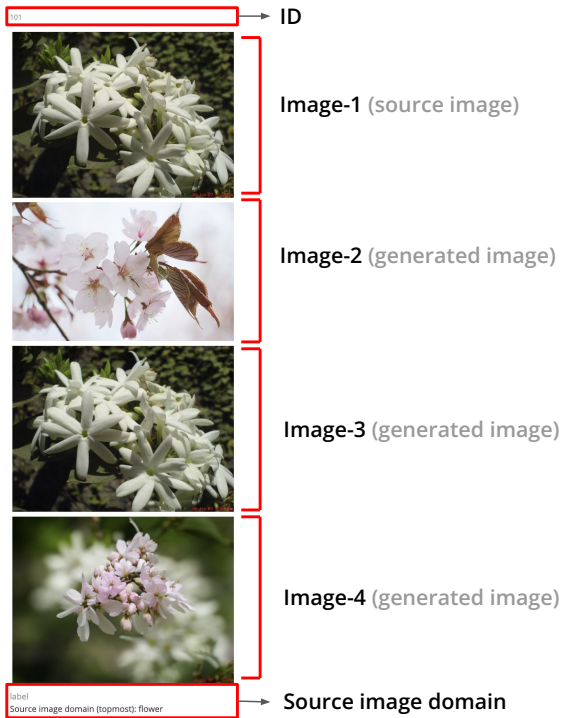 101
ID
Image-1 (source image)
Image-2 (generated image)
Image-3 (generated image)
Image-4 (generated image)
label
Source image domain (topmost): flower
Source image domain